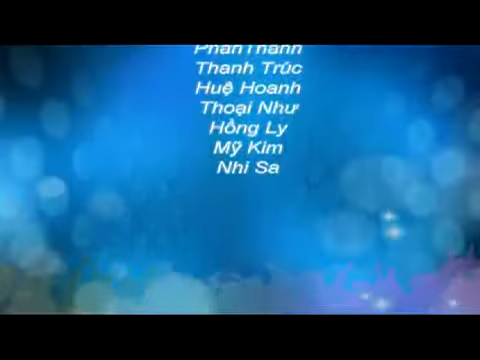 Thanh Trúc
Huệ Hoanh
Thoại Như
Hồng Ly
Mỹ Kim
Nhi Sa